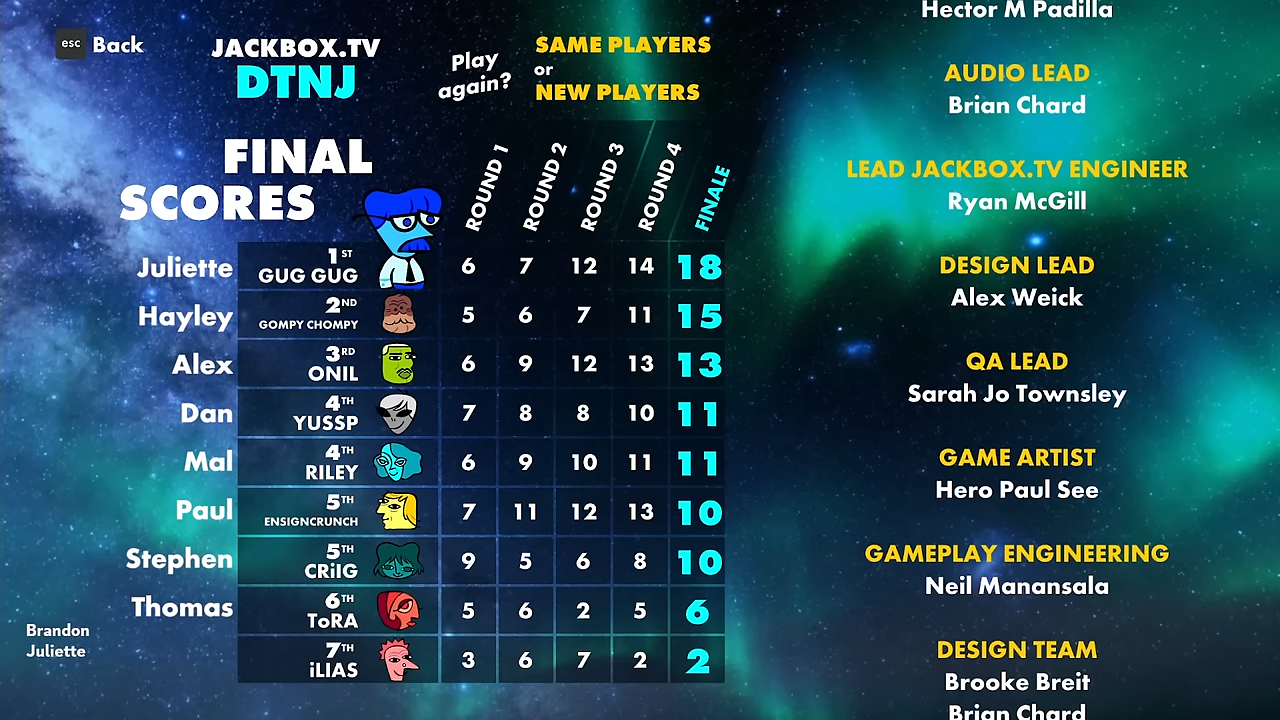 esc Back
JACKBOX.TV
DTNJ
Play again?
SAME PLAYERS
or
NEW PLAYERS
FINAL
SCORES
ROUND 1 ROUND 2 ROUND 3 ROUND 4 FINALE
Juliette 1ST GUG GUG 6 7 12 14 18
Hayley 2ND GOMPY CHOMPY 5 6 7 11 15
Alex 3RD ONIL 6 9 12 13 13
Dan 4TH YUSSP 7 8 8 10 11
Mal 4TH RILEY 6 9 10 11 11
Paul 5TH ENSIGNCRUNCH 7 11 12 13 10
Stephen 5TH CRiIG 9 5 6 8 10
Thomas 6TH ToRA 5 6 2 5 6
7TH iLIAS 3 6 7 2 2
Brandon
Juliette
Hector M Padilla
AUDIO LEAD
Brian Chard
LEAD JACKBOX.TV ENGINEER
Ryan McGill
DESIGN LEAD
Alex Weick
QA LEAD
Sarah Jo Townsley
GAME ARTIST
Hero Paul See
GAMEPLAY ENGINEERING
Neil Manansala
DESIGN TEAM
Brooke Breit
Brian Chard